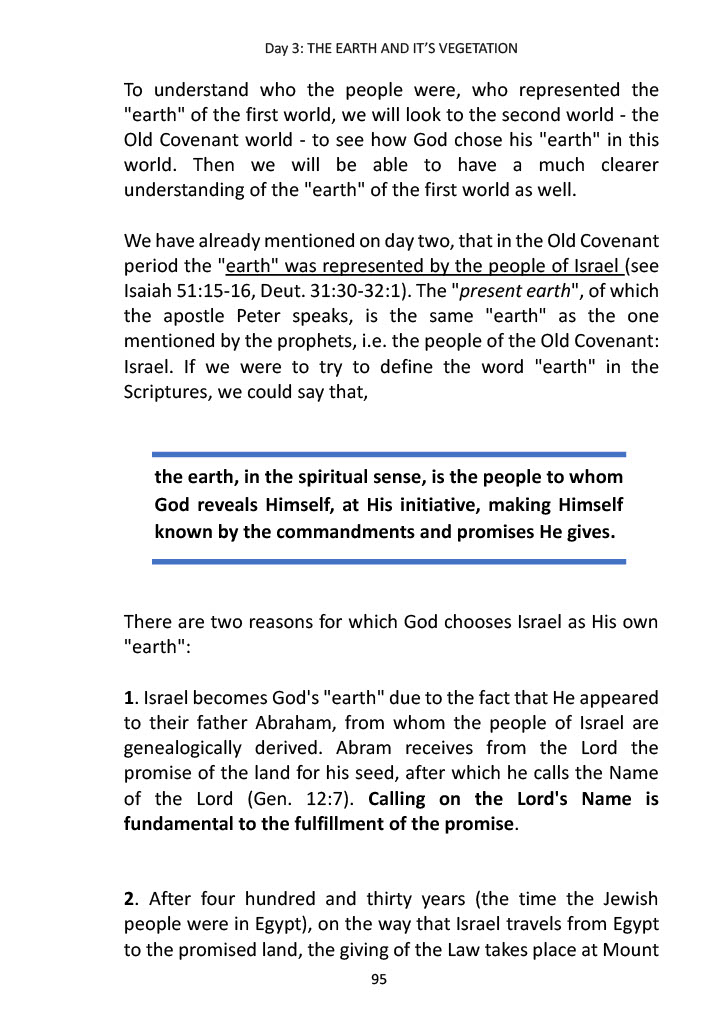 Day 3: THE EARTH AND IT'S VEGETATION
To understand who the people were, who represented the
"earth" of the first world, we will look to the second world - the
Old Covenant world - to see how God chose his "earth" in this
world. Then we will be able to have a much clearer
understanding of the "earth" of the first world as well.
We have already mentioned on day two, that in the Old Covenant
period the "earth" was represented by the people of Israel (see
Isaiah 51:15-16, Deut. 31:30-32:1). The "present earth", of which
the apostle Peter speaks, is the same "earth" as the one
mentioned by the prophets, i.e. the people of the Old Covenant:
Israel. If we were to try to define the word "earth" in the
Scriptures, we could say that,
the earth, in the spiritual sense, is the people to whom
God reveals Himself, at His initiative, making Himself
known by the commandments and promises He gives.
There are two reasons for which God chooses Israel as His own
"earth":
1. Israel becomes God's "earth" due to the fact that He appeared
to their father Abraham, from whom the people of Israel are
genealogically derived. Abram receives from the Lord the
promise of the land for his seed, after which he calls the Name
of the Lord (Gen. 12:7). Calling on the Lord's Name is
fundamental to the fulfillment of the promise.
2. After four hundred and thirty years (the time the Jewish
people were in Egypt), on the way that Israel travels from Egypt
to the promised land, the giving of the Law takes place at Mount
95